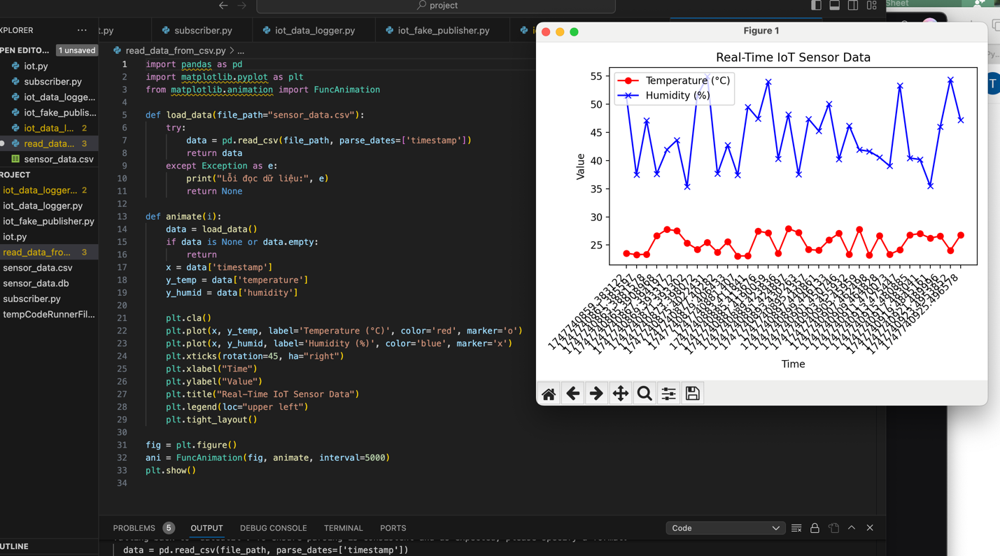 project
Sheet
EXPLORER
.py
subscriber.py
iot_data_logger.py
iot_fake_publisher.py
OPEN EDITO...
1 unsaved
iot.py
subscriber.py
iot_data_logge...
iot_fake_publis...
iot_data_l... 2
read_data... 3
sensor_data.csv
PROJECT
iot_data_logger... 2
iot_data_logger.py
iot_fake_publisher.py
iot.py
read_data_fro... 3
sensor_data.csv
sensor_data.db
subscriber.py
tempCodeRunnerFil...
OUTLINE
read_data_from_csv.py > ...
1 import pandas as pd
2 import matplotlib.pyplot as plt
3 from matplotlib.animation import FuncAnimation
4
5 def load_data(file_path="sensor_data.csv"):
6 try:
7 data = pd.read_csv(file_path, parse_dates=['timestamp'])
8 return data
9 except Exception as e:
10 print("Lỗi đọc dữ liệu:", e)
11 return None
12
13 def animate(i):
14 data = load_data()
15 if data is None or data.empty:
16 return
17 x = data['timestamp']
18 y_temp = data['temperature']
19 y_humid = data['humidity']
20
21 plt.cla()
22 plt.plot(x, y_temp, label='Temperature (°C)', color='red', marker='o')
23 plt.plot(x, y_humid, label='Humidity (%)', color='blue', marker='x')
24 plt.xticks(rotation=45, ha="right")
25 plt.xlabel("Time")
26 plt.ylabel("Value")
27 plt.title("Real-Time IoT Sensor Data")
28 plt.legend(loc="upper left")
29 plt.tight_layout()
30
31 fig = plt.figure()
32 ani = FuncAnimation(fig, animate, interval=5000)
33 plt.show()
34
Figure 1
Real-Time IoT Sensor Data
Temperature (°C)
Humidity (%)
55
50
45
40
35
30
25
Value
1747740859.383122
1747740925.496578
Time
T
PROBLEMS 5
OUTPUT
DEBUG CONSOLE
TERMINAL
PORTS
Code
data = pd.read_csv(file_path, parse_dates=['timestamp'])